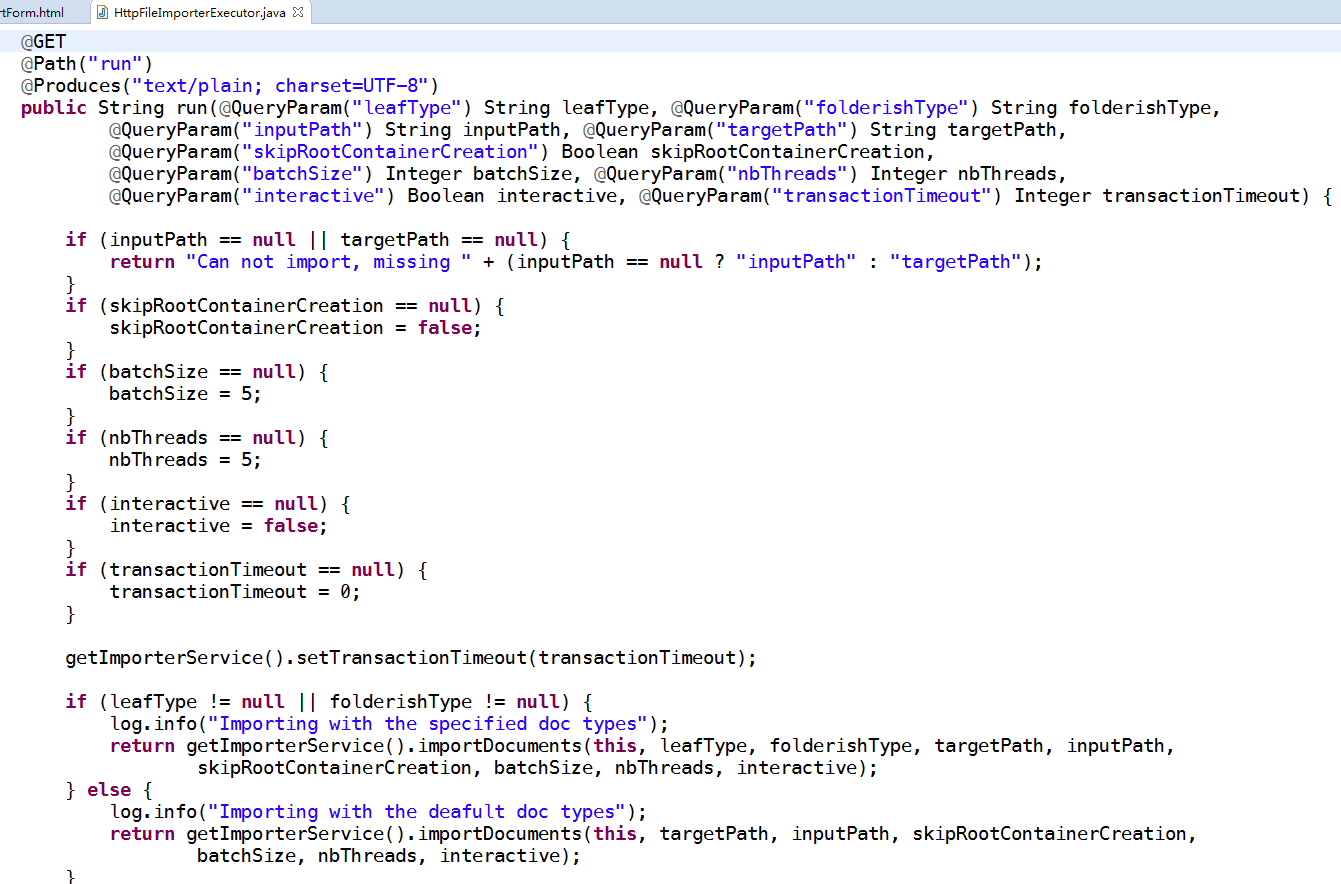 rtForm.html HttpFileImporterExecutor.java
@GET
@Path("run")
@Produces("text/plain; charset=UTF-8")
public String run(@QueryParam("leafType") String leafType, @QueryParam("folderishType") String folderishType,
@QueryParam("inputPath") String inputPath, @QueryParam("targetPath") String targetPath,
@QueryParam("skipRootContainerCreation") Boolean skipRootContainerCreation,
@QueryParam("batchSize") Integer batchSize, @QueryParam("nbThreads") Integer nbThreads,
@QueryParam("interactive") Boolean interactive, @QueryParam("transactionTimeout") Integer transactionTimeout) {
if (inputPath == null || targetPath == null) {
return "Can not import, missing " + (inputPath == null ? "inputPath" : "targetPath");
}
if (skipRootContainerCreation == null) {
skipRootContainerCreation = false;
}
if (batchSize == null) {
batchSize = 5;
}
if (nbThreads == null) {
nbThreads = 5;
}
if (interactive == null) {
interactive = false;
}
if (transactionTimeout == null) {
transactionTimeout = 0;
}
getImporterService().setTransactionTimeout(transactionTimeout);
if (leafType != null || folderishType != null) {
log.info("Importing with the specified doc types");
return getImporterService().importDocuments(this, leafType, folderishType, targetPath, inputPath,
skipRootContainerCreation, batchSize, nbThreads, interactive);
} else {
log.info("Importing with the deafult doc types");
return getImporterService().importDocuments(this, targetPath, inputPath, skipRootContainerCreation,
batchSize, nbThreads, interactive);
}